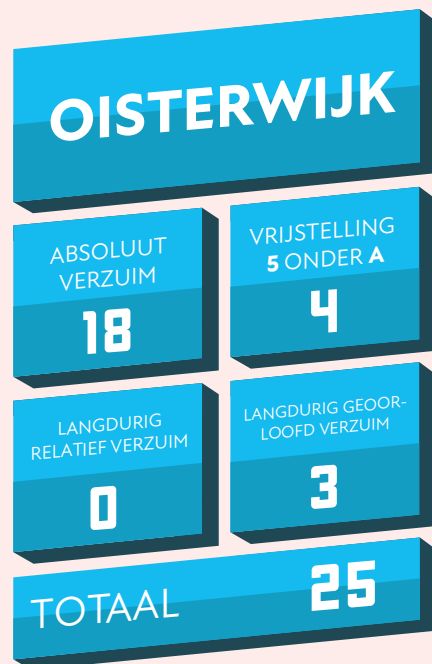 OISTERWIJK
ABSOLUUT
VERZUIM
18
VRIJSTELLING
5 ONDER A
4
LANGDURIG
RELATIEF VERZUIM
0
LANGDURIG GEOOR-
LOOFD VERZUIM
3
TOTAAL 25